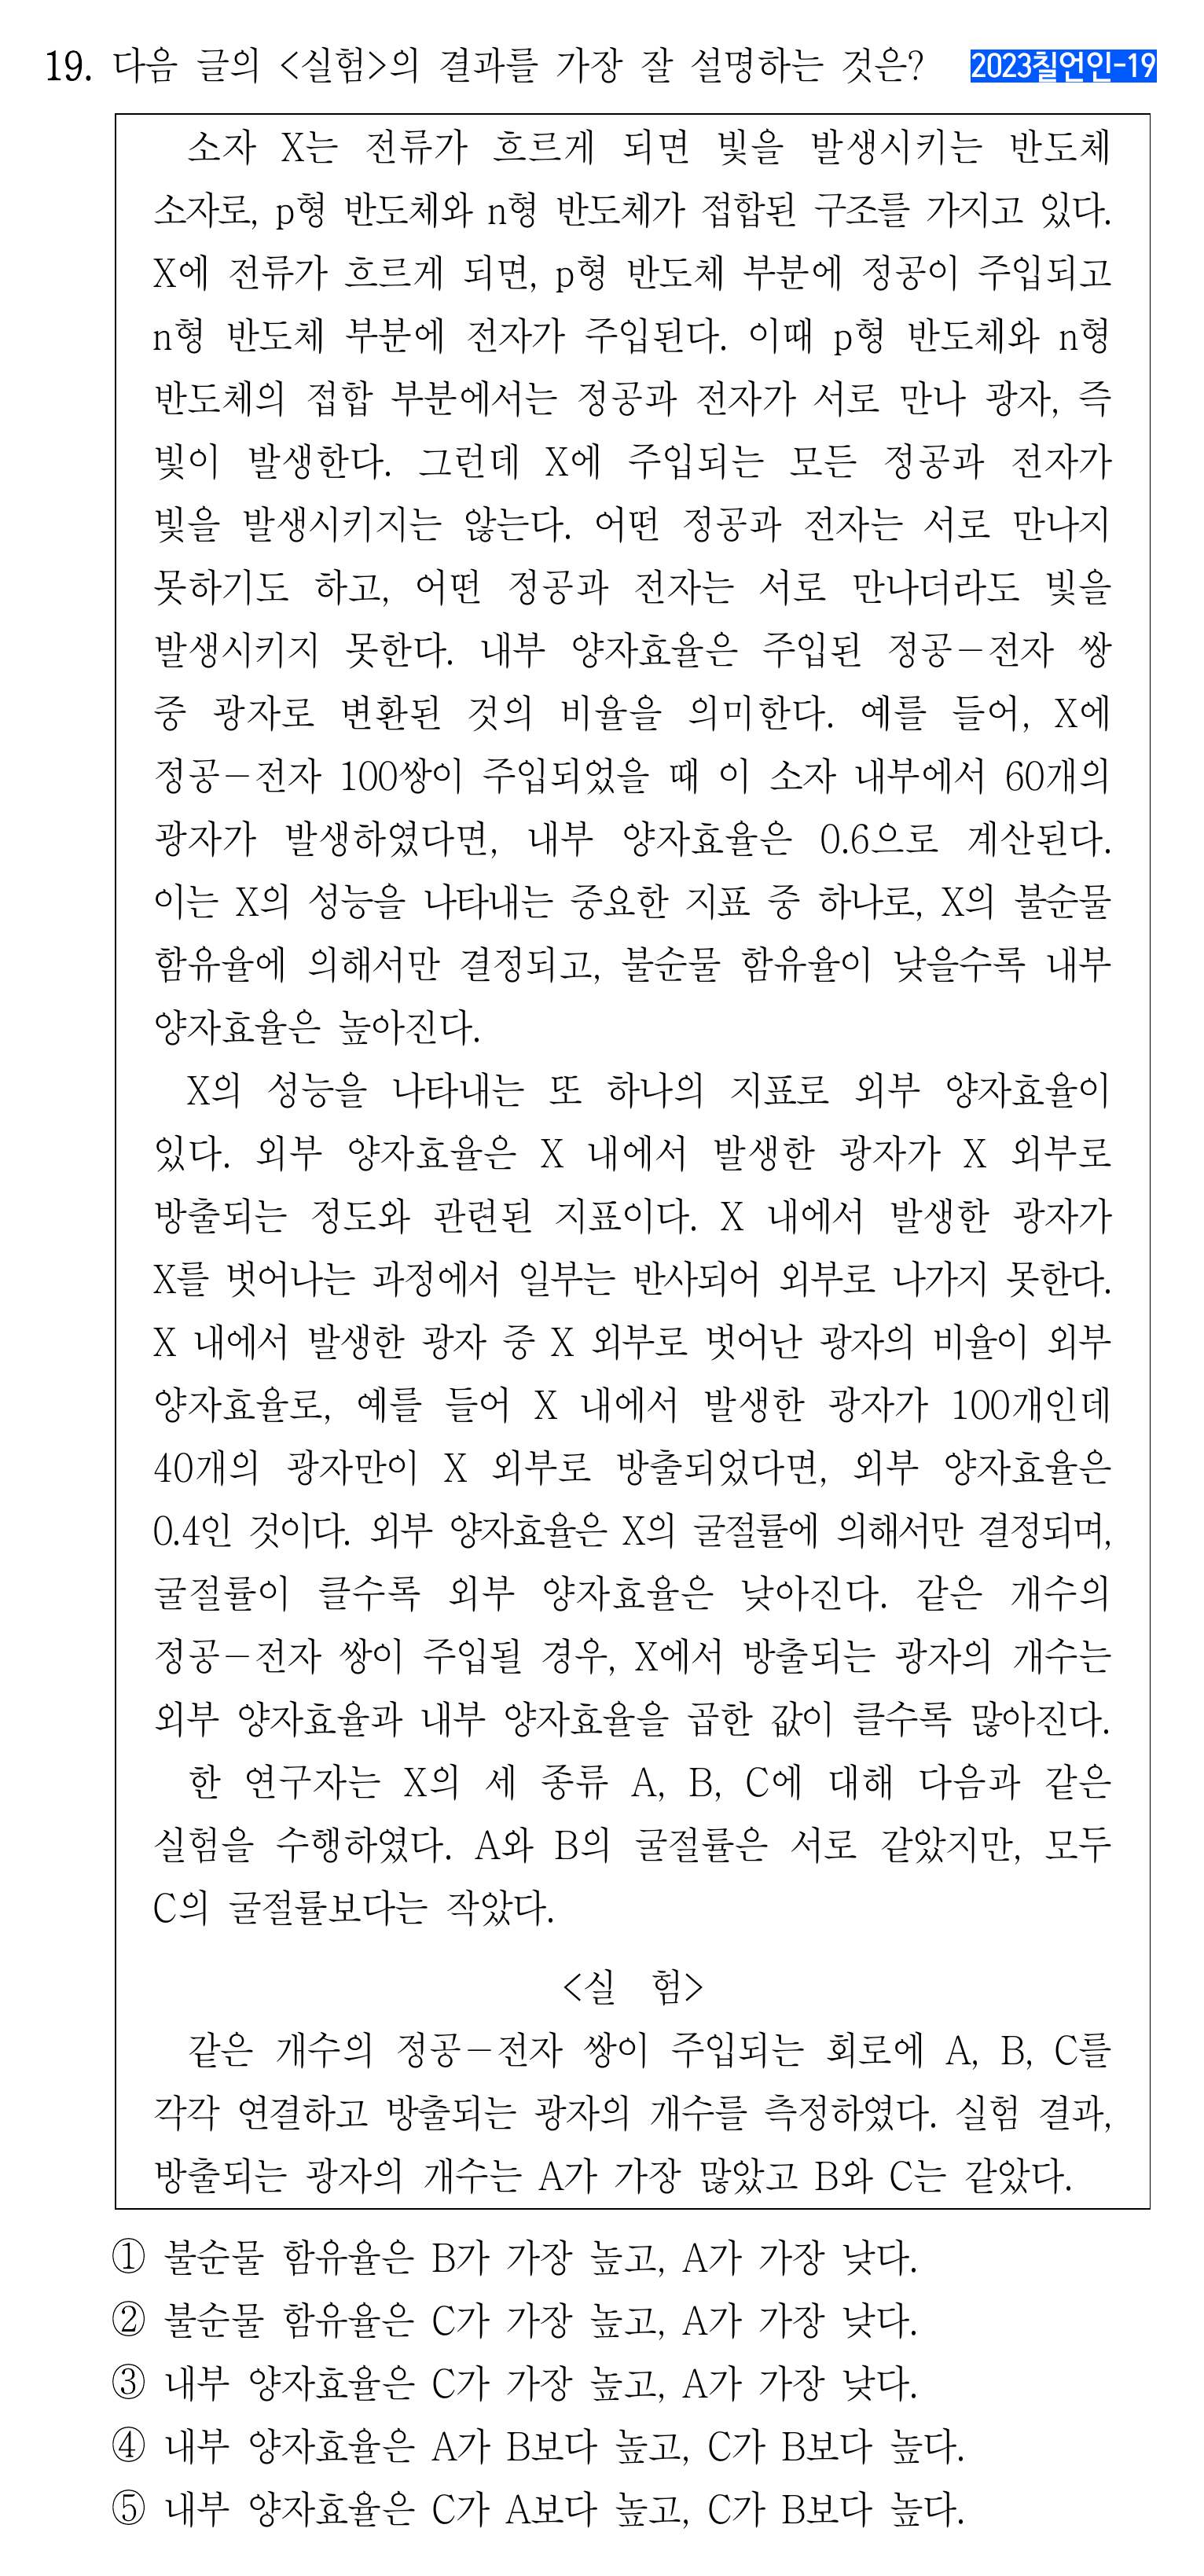 19. 다음 글의 <실험>의 결과를 가장 잘 설명하는 것은? 2023칠언인-19
소자 X는 전류가 흐르게 되면 빛을 발생시키는 반도체
소자로, p형 반도체와 n형 반도체가 접합된 구조를 가지고 있다.
X에 전류가 흐르게 되면, p형 반도체 부분에 정공이 주입되고
n형 반도체 부분에 전자가 주입된다. 이때 p형 반도체와 n형
반도체의 접합 부분에서는 정공과 전자가 서로 만나 광자, 즉
빛이 발생한다. 그런데 X에 주입되는 모든 정공과 전자가
빛을 발생시키지는 않는다. 어떤 정공과 전자는 서로 만나지
못하기도 하고, 어떤 정공과 전자는 서로 만나더라도 빛을
발생시키지 못한다. 내부 양자효율은 주입된 정공-전자 쌍
중 광자로 변환된 것의 비율을 의미한다. 예를 들어, X에
정공-전자 100쌍이 주입되었을 때 이 소자 내부에서 60개의
광자가 발생하였다면, 내부 양자효율은 0.6으로 계산된다.
이는 X의 성능을 나타내는 중요한 지표 중 하나로, X의 불순물
함유율에 의해서만 결정되고, 불순물 함유율이 낮을수록 내부
양자효율은 높아진다.
X의 성능을 나타내는 또 하나의 지표로 외부 양자효율이
있다. 외부 양자효율은 X 내에서 발생한 광자가 X 외부로
방출되는 정도와 관련된 지표이다. X 내에서 발생한 광자가
X를 벗어나는 과정에서 일부는 반사되어 외부로 나가지 못한다.
X 내에서 발생한 광자 중 X 외부로 벗어난 광자의 비율이 외부
양자효율로, 예를 들어 X 내에서 발생한 광자가 100개인데
40개의 광자만이 X 외부로 방출되었다면, 외부 양자효율은
0.4인 것이다. 외부 양자효율은 X의 굴절률에 의해서만 결정되며,
굴절률이 클수록 외부 양자효율은 낮아진다. 같은 개수의
정공-전자 쌍이 주입될 경우, X에서 방출되는 광자의 개수는
외부 양자효율과 내부 양자효율을 곱한 값이 클수록 많아진다.
한 연구자는 X의 세 종류 A, B, C에 대해 다음과 같은
실험을 수행하였다. A와 B의 굴절률은 서로 같았지만, 모두
C의 굴절률보다는 작았다.
<실 험>
같은 개수의 정공-전자 쌍이 주입되는 회로에 A, B, C를
각각 연결하고 방출되는 광자의 개수를 측정하였다. 실험 결과,
방출되는 광자의 개수는 A가 가장 많았고 B와 C는 같았다.
① 불순물 함유율은 B가 가장 높고, A가 가장 낮다.
② 불순물 함유율은 C가 가장 높고, A가 가장 낮다.
③ 내부 양자효율은 C가 가장 높고, A가 가장 낮다.
④ 내부 양자효율은 A가 B보다 높고, C가 B보다 높다.
⑤ 내부 양자효율은 C가 A보다 높고, C가 B보다 높다.